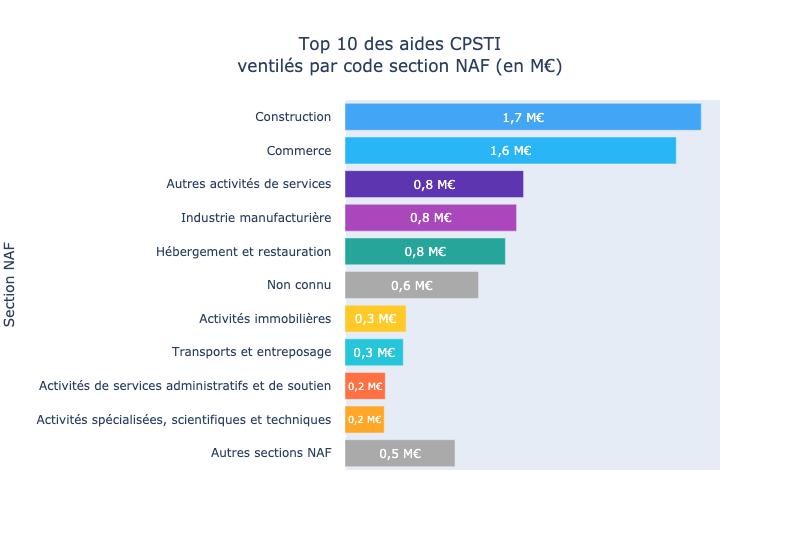 Top 10 des aides CPSTI
ventilés par code section NAF (en M€)
Section NAF
Construction
1,7 M€
Commerce
1,6 M€
Autres activités de services
0,8 M€
Industrie manufacturière
0,8 M€
Hébergement et restauration
0,8 M€
Non connu
0,6 M€
Activités immobilières
0,3 M€
Transports et entreposage
0,3 M€
Activités de services administratifs et de soutien
0,2 M€
Activités spécialisées, scientifiques et techniques
0,2 M€
Autres sections NAF
0,5 M€